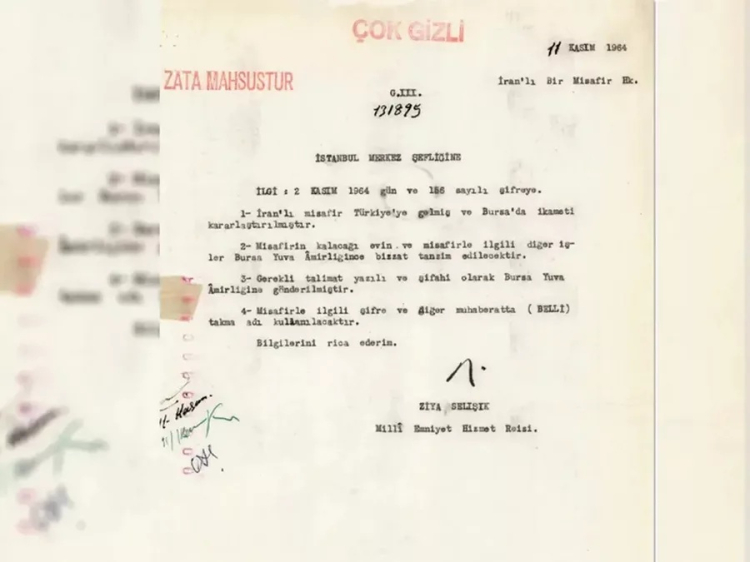 ÇOK GİZLİ
11 KASIM 1964
ZATA MAHSUSTUR
İran'lı Bir Misafir Hk.
G.III.
131895
İSTANBUL MERKEZ ŞEFLİĞİNE
İLGİ : 2 KASIM 1964 gün ve 186 sayılı şifreye.
1- İran'lı misafir Türkiye'ye gelmiş ve Bursa'da ikameti
kararlaştırılmıştır.
2- Misafirin kalacağı evin ve misafirle ilgili diğer iş-
ler Bursa Yuva Âmirliğince bizzat tanzim edilecektir.
3- Gerekli talimat yazılı ve şifahi olarak Bursa Yuva
Âmirliğine gönderilmiştir.
4- Misafirle ilgili şifre ve diğer muhaberatta ( BELLİ )
takma adı kullanılacaktır.
Bilgilerini rica ederim.
ZİYA SELIŞIK
Millî Emniyet Hizmet Reisi.